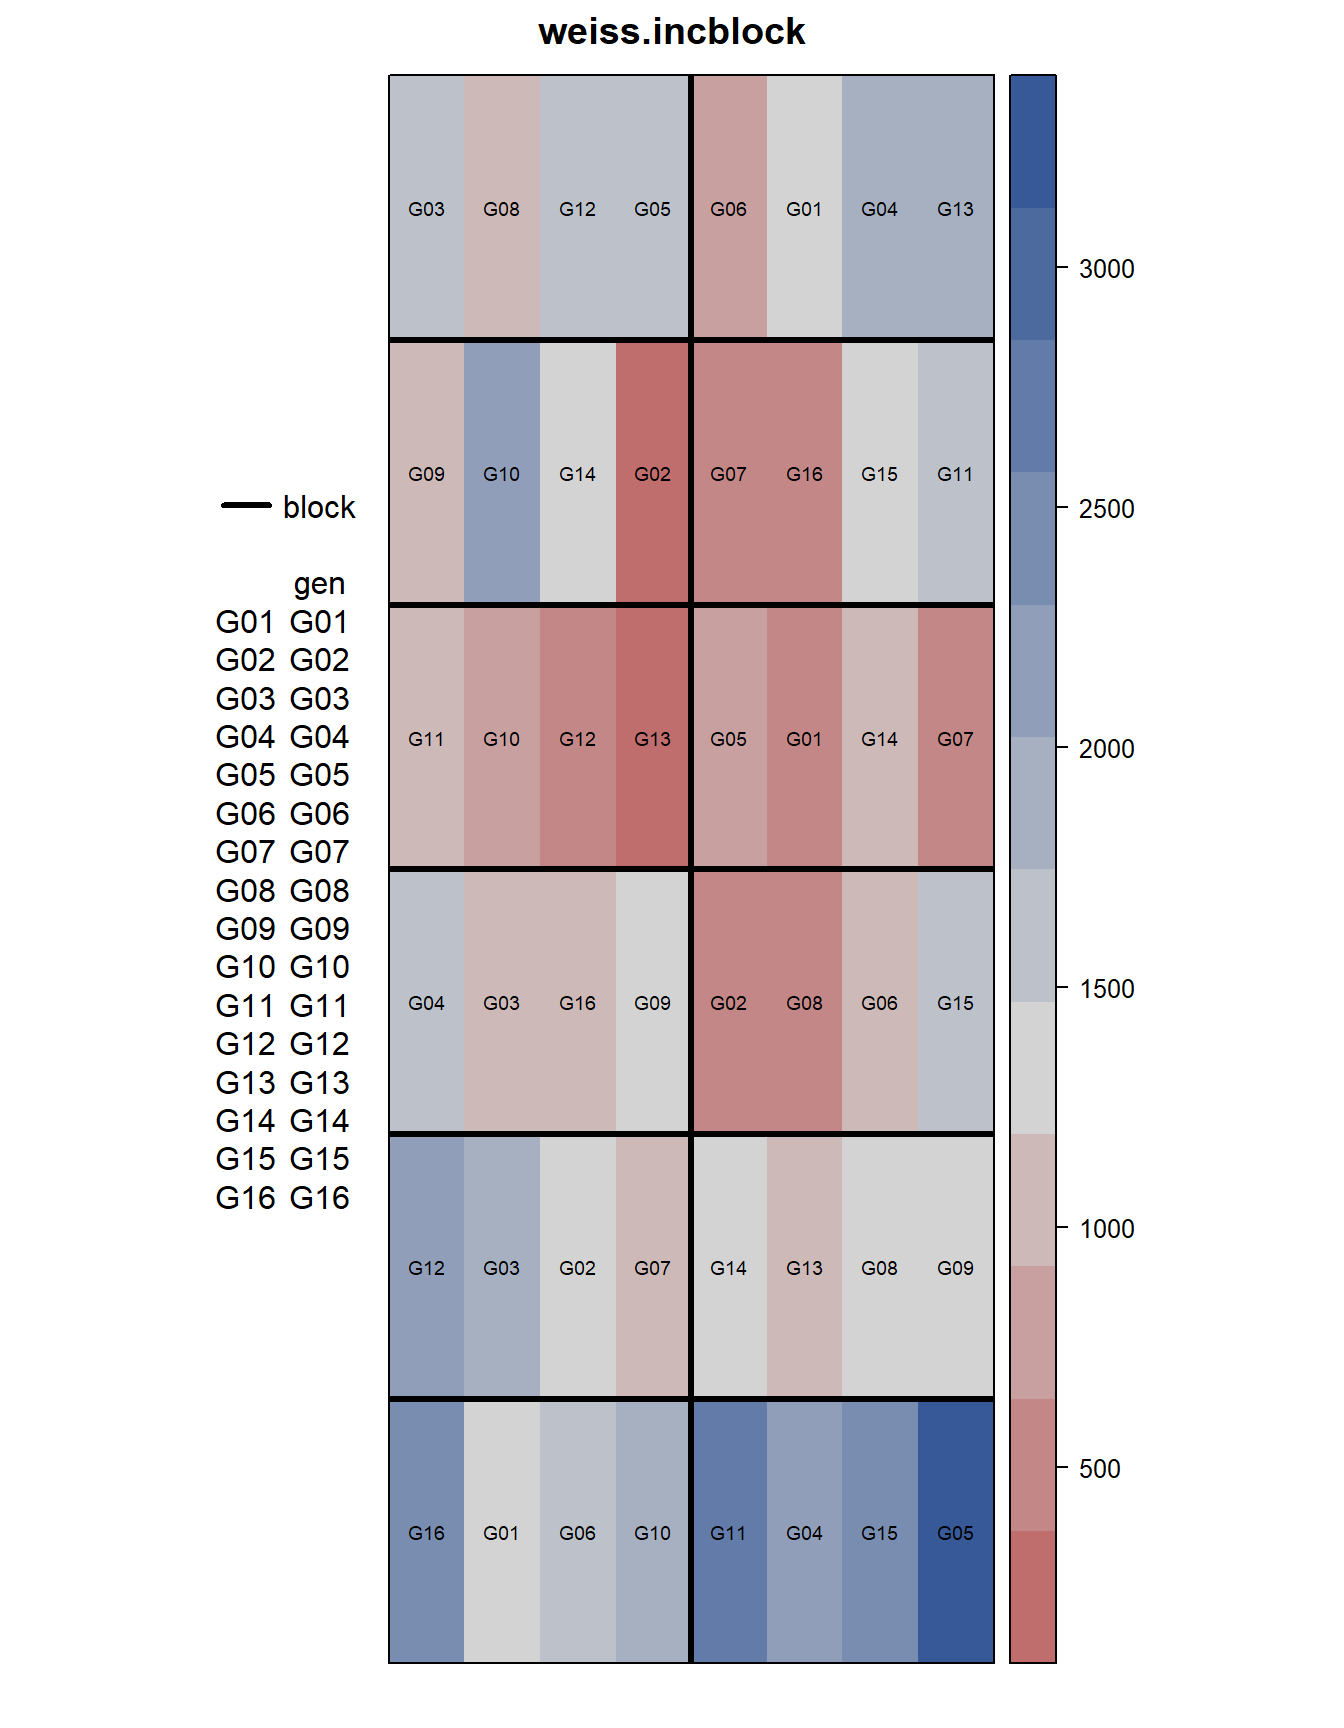 weiss.incblock
G03 G08 G12 G05 G06 G01 G04 G13
G09 G10 G14 G02 G07 G16 G15 G11
G11 G10 G12 G13 G05 G01 G14 G07
G04 G03 G16 G09 G02 G08 G06 G15
G12 G03 G02 G07 G14 G13 G08 G09
G16 G01 G06 G10 G11 G04 G15 G05
block
gen
G01 G01
G02 G02
G03 G03
G04 G04
G05 G05
G06 G06
G07 G07
G08 G08
G09 G09
G10 G10
G11 G11
G12 G12
G13 G13
G14 G14
G15 G15
G16 G16
3000
2500
2000
1500
1000
500